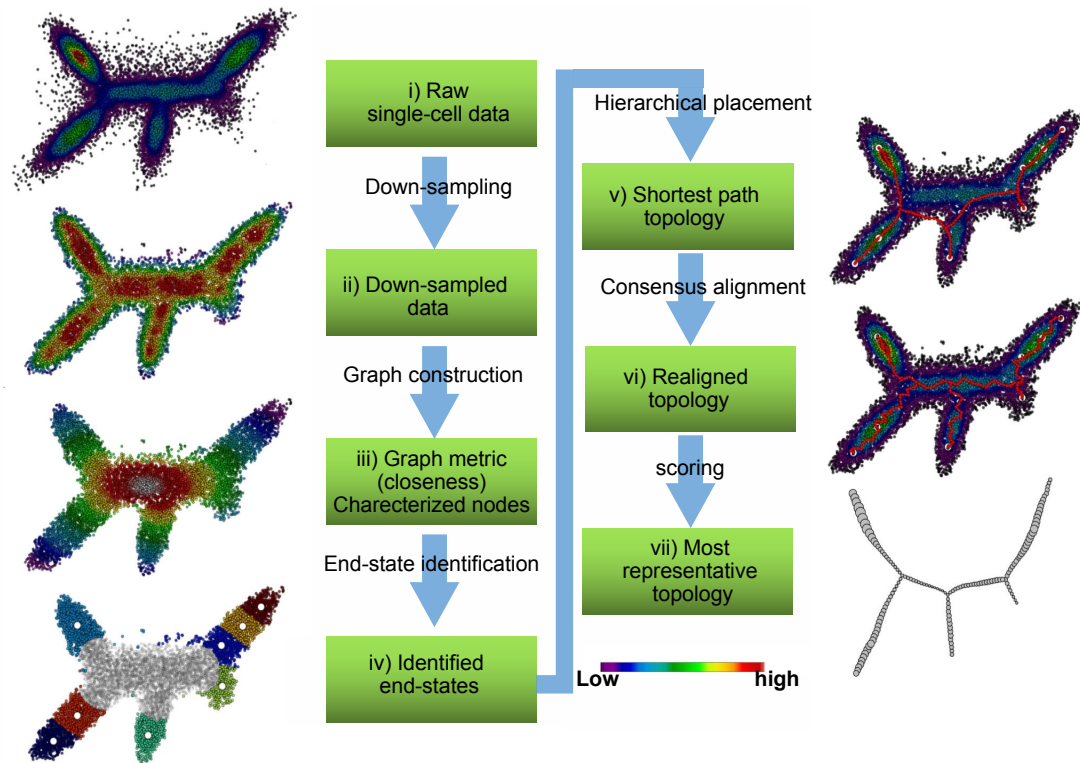 i) Raw
single-cell data
Down-sampling
ii) Down-sampled
data
Graph construction
iii) Graph metric
(closeness)
Charecterized nodes
End-state identification
iv) Identified
end-states
Hierarchical placement
v) Shortest path
topology
Consensus alignment
vi) Realigned
topology
scoring
vii) Most
representative
topology
Low high